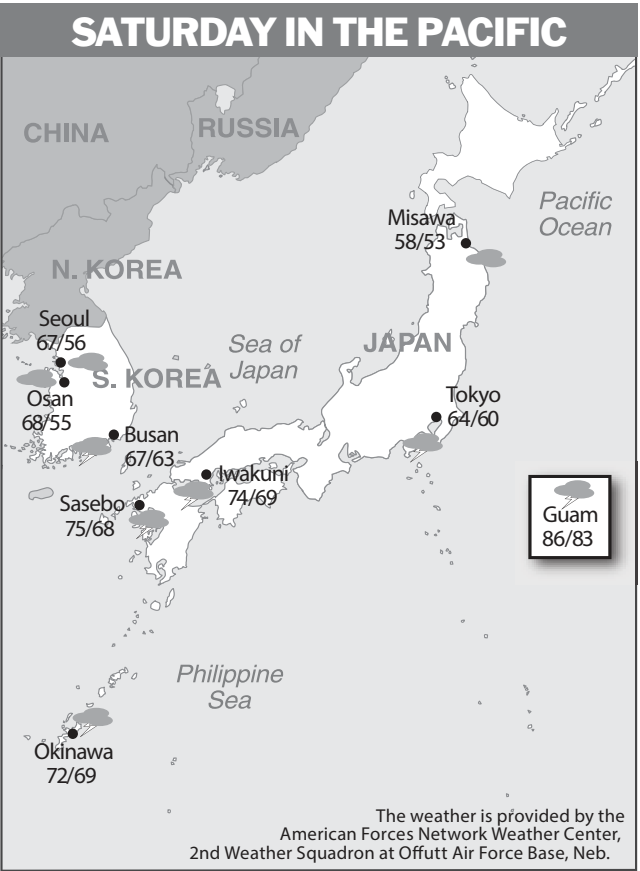 SATURDAY IN THE PACIFIC
CHINA
RUSSIA
Pacific
Ocean
Misawa
58/53
N. KOREA
Seoul
67/56
Sea of
Japan
JAPAN
S. KOREA
Osan
68/55
Tokyo
64/60
Busan
67/63
Iwakuni
74/69
Sasebo
75/68
Guam
86/83
Philippine
Sea
Okinawa
72/69
The weather is provided by the
American Forces Network Weather Center,
2nd Weather Squadron at Offutt Air Force Base, Neb.